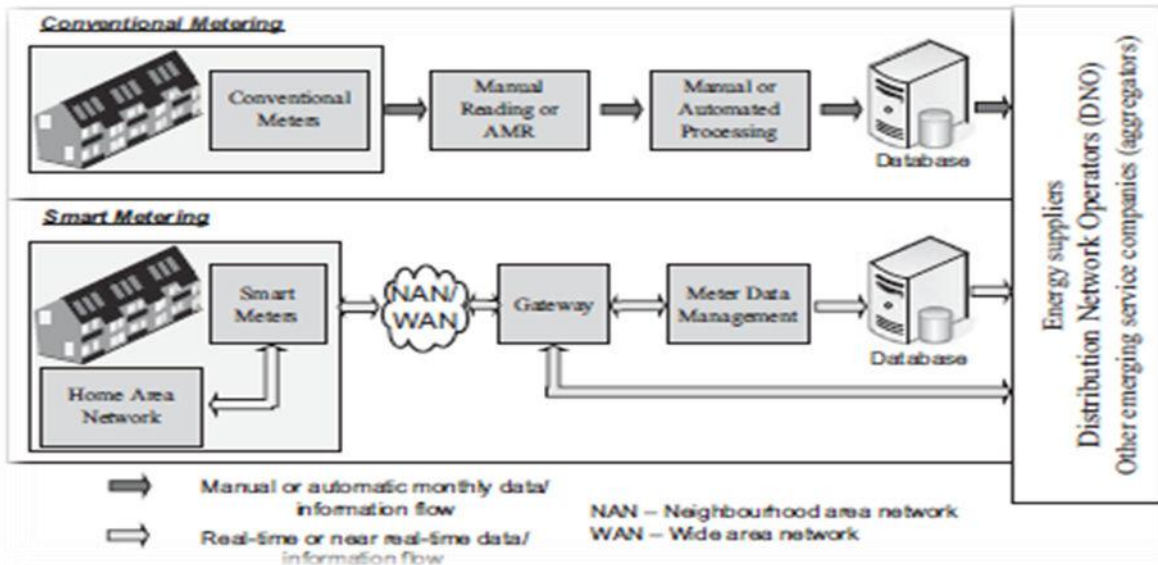 Conventional Metering
Conventional
Meters
Manual
Reading or
AMR
Manual or
Automated
Processing
Database
Smart Metering
Smart
Meters
Home Area
Network
NAN/
WAN
Gateway
Meter Data
Management
Database
Energy suppliers
Distribution Network Operators (DNO)
Other emerging service companies (aggregators)
Manual or automatic monthly data/
information flow
Real-time or near real-time data/
information flow
NAN – Neighbourhood area network
WAN – Wide area network